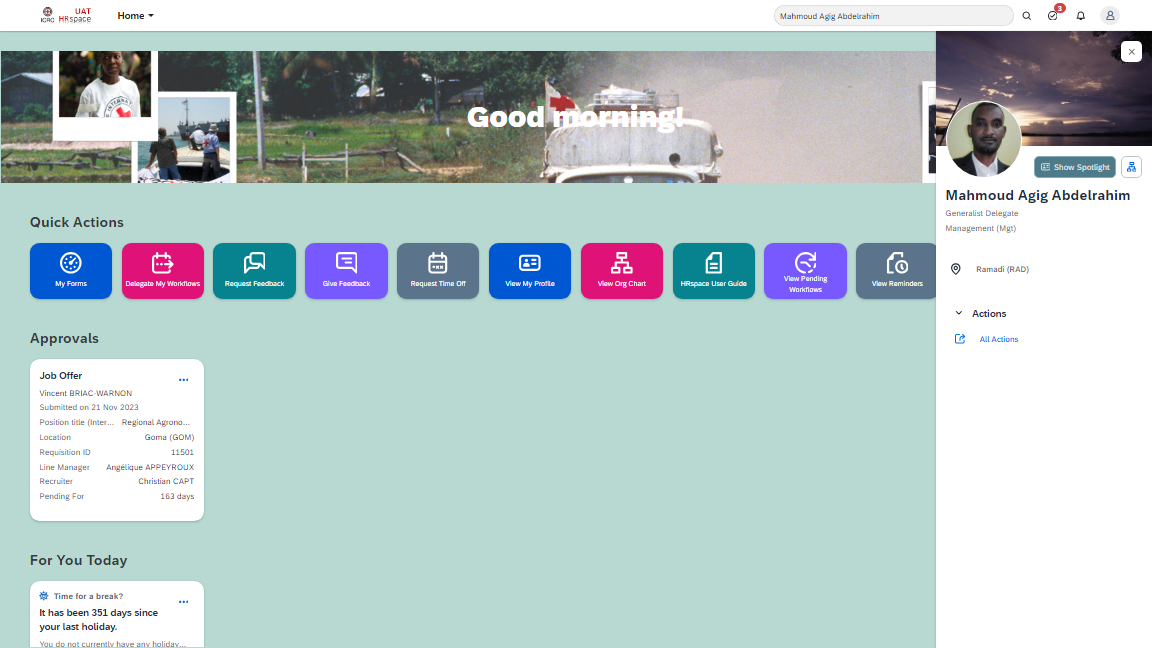 ICRC
UAT
HRspace
Home
Mahmoud Agig Abdelrahim
3
Good morning!
Show Spotlight
Mahmoud Agig Abdelrahim
Generalist Delegate
Management (Mgt)
Ramadi (RAD)
Actions
All Actions
Quick Actions
My Forms
Delegate My Workflows
Request Feedback
Give Feedback
Request Time Off
View My Profile
View Org Chart
HRspace User Guide
View Pending
Workflows
View Reminders
Approvals
Job Offer
Vincent BRIAC-WARNON
Submitted on 21 Nov 2023
Position title (Inter... Regional Agrono...
Location Goma (GOM)
Requisition ID 11501
Line Manager Angélique APPEYROUX
Recruiter Christian CAPT
Pending For 163 days
For You Today
Time for a break?
It has been 351 days since
your last holiday.
You do not currently have any holiday...